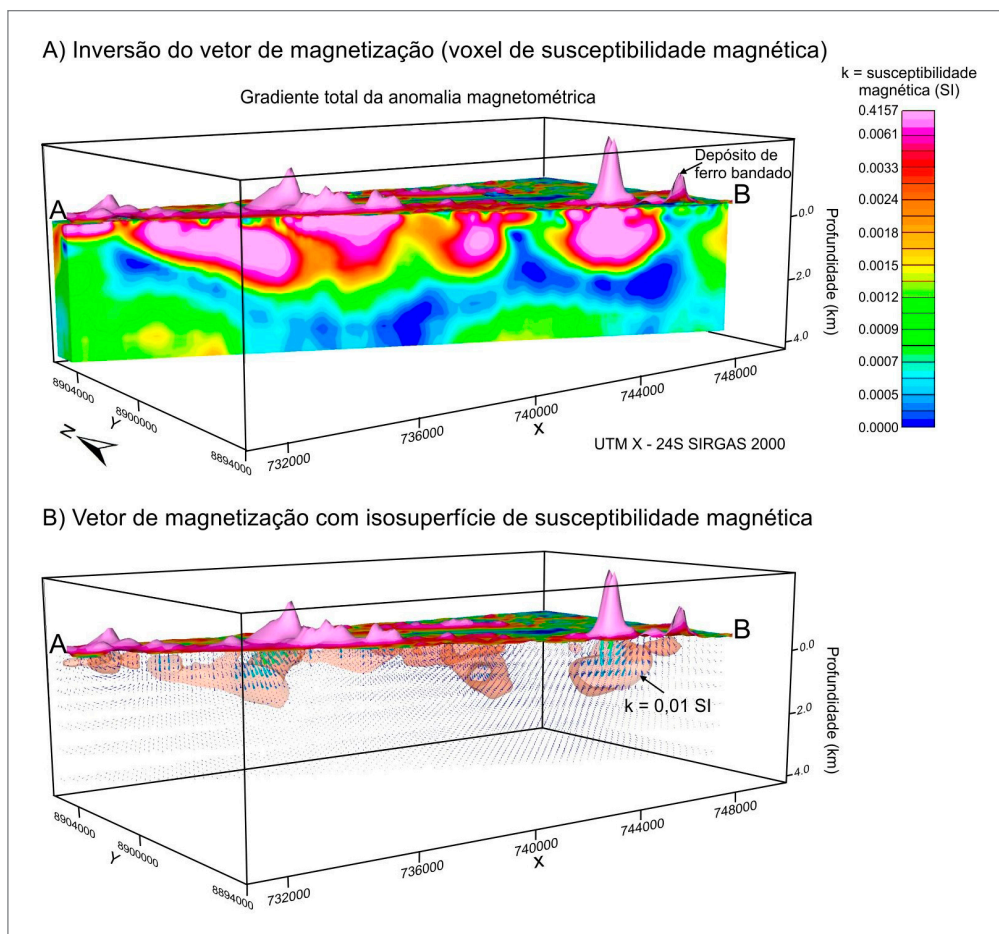 A) Inversão do vetor de magnetização (voxel de susceptibilidade magnética)
Gradiente total da anomalia magnetométrica
k = susceptibilidade
magnética (SI)
0.4157
0.0061
0.0033
0.0024
0.0018
0.0015
0.0012
0.0009
0.0007
0.0005
0.0000
Depósito de
ferro bandado
A
B
0.0
2.0
4.0
Profundidade (km)
8904000
8900000
8894000
Y
Z
732000
736000
740000
744000
748000
X
UTM X - 24S SIRGAS 2000
B) Vetor de magnetização com isosuperfície de susceptibilidade magnética
A
B
k = 0,01 SI
0.0
2.0
4.0
Profundidade (km)
8904000
8900000
8894000
Y
732000
736000
740000
744000
748000
X